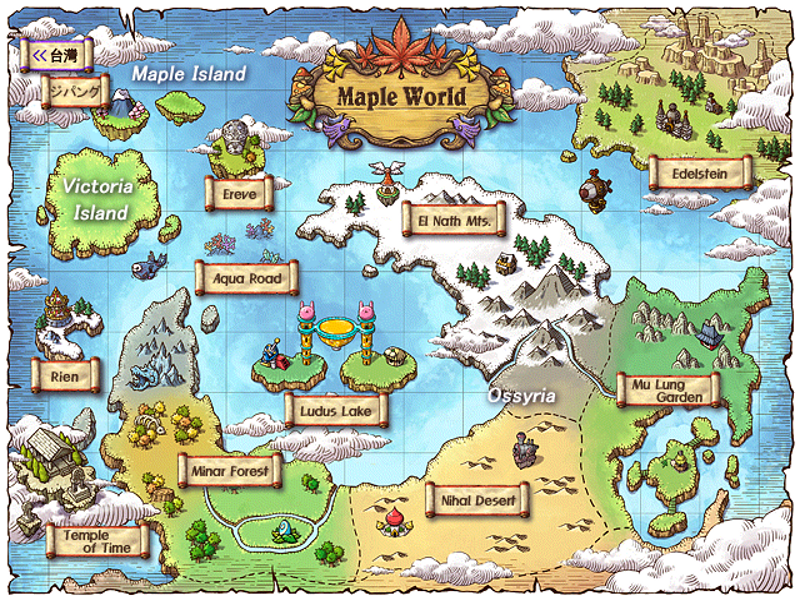 <<台灣
Maple Island
ジパング
Maple World
Edelstein
Victoria
Island
Ereve
El Nath Mts.
Aqua Road
Rien
Ludus Lake
Ossyria
Mu Lung
Garden
Minar Forest
Nihal Desert
Temple
of Time